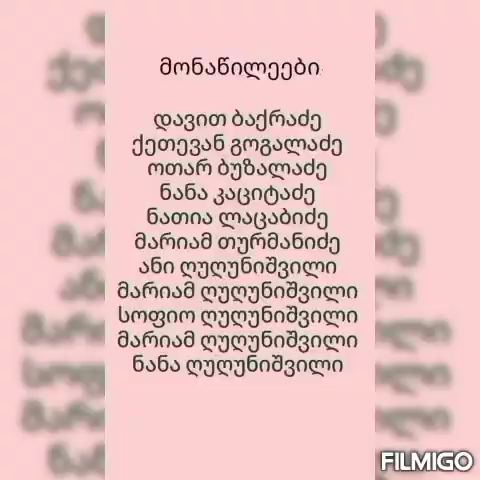 მონაწილეები
დავით ბაქრაძე
ქეთევან გოგალაძე
ოთარ ბუზალაძე
ნანა კაციტაძე
ნათია ლაცაბიძე
მარიამ თურმანიძე
ანი ღუღუნიშვილი
მარიამ ღუღუნიშვილი
სოფიო ღუღუნიშვილი
მარიამ ღუღუნიშვილი
ნანა ღუღუნიშვილი
FILMIGO